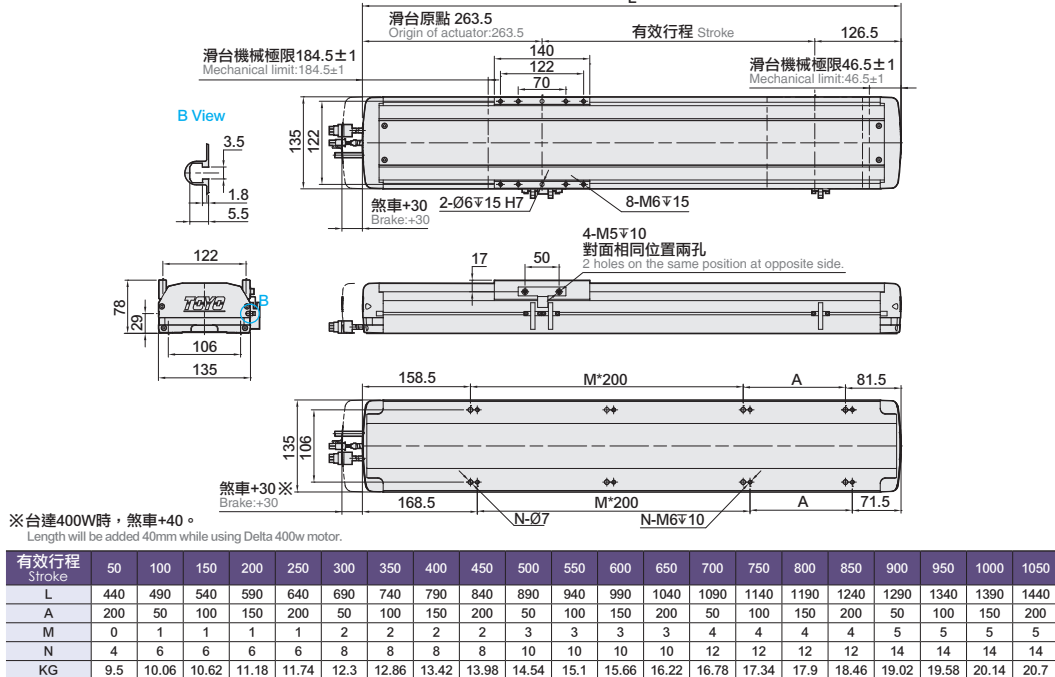 L
滑台原點 263.5
Origin of actuator:263.5
有效行程 Stroke
126.5
滑台機械極限184.5±1
Mechanical limit:184.5±1
140
122
70
滑台機械極限46.5±1
Mechanical limit:46.5±1
B View
3.5
1.8
5.5
135
122
煞車+30
Brake:+30
2-Ø6↧15 H7
8-M6↧15
4-M5↧10
對面相同位置兩孔
2 holes on the same position at opposite side.
17
50
122
78
29
TOYO
B
106
135
158.5
M*200
A
81.5
135
106
煞車+30※
Brake:+30
168.5
M*200
A
71.5
N-Ø7
N-M6↧10
※台達400W時，煞車+40。
Length will be added 40mm while using Delta 400w motor.
有效行程
Stroke 50 100 150 200 250 300 350 400 450 500 550 600 650 700 750 800 850 900 950 1000 1050
L 440 490 540 590 640 690 740 790 840 890 940 990 1040 1090 1140 1190 1240 1290 1340 1390 1440
A 200 50 100 150 200 50 100 150 200 50 100 150 200 50 100 150 200 50 100 150 200
M 0 1 1 1 1 2 2 2 2 3 3 3 3 4 4 4 4 5 5 5 5
N 4 6 6 6 6 8 8 8 8 10 10 10 10 12 12 12 12 14 14 14 14
KG 9.5 10.06 10.62 11.18 11.74 12.3 12.86 13.42 13.98 14.54 15.1 15.66 16.22 16.78 17.34 17.9 18.46 19.02 19.58 20.14 20.7